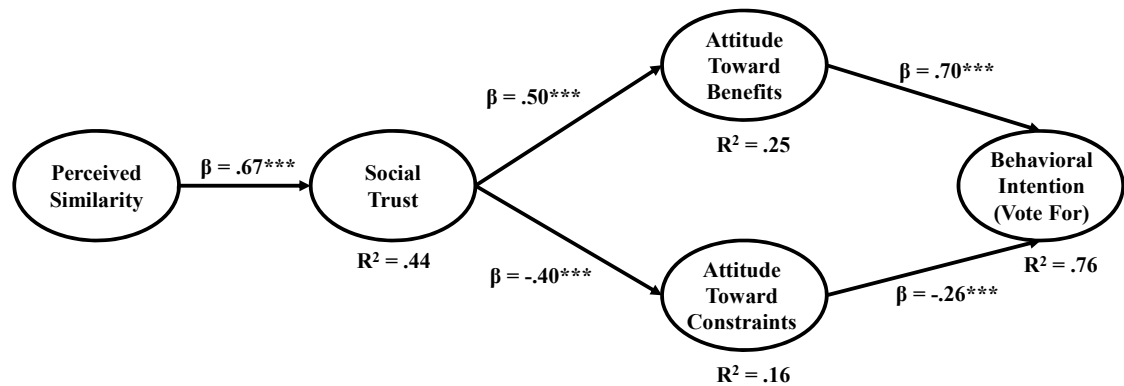 Perceived
Similarity
β = .67***
Social
Trust
R² = .44
β = .50***
Attitude
Toward
Benefits
R² = .25
β = .70***
β = -.40***
Attitude
Toward
Constraints
R² = .16
β = -.26***
Behavioral
Intention
(Vote For)
R² = .76